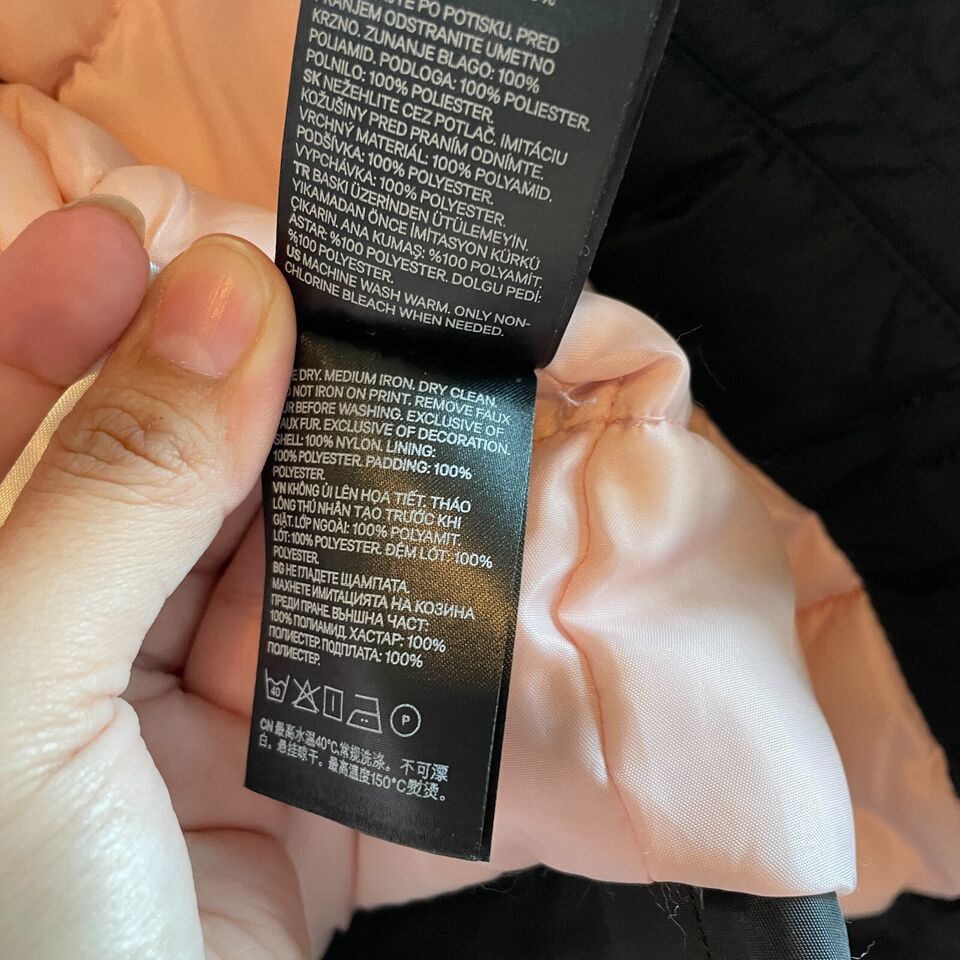 PO POTISKU. PRED
PRANJEM ODSTRANITE UMETNO
KRZNO. ZUNANJE BLAGO: 100%
POLIAMID. PODLOGA: 100% POLIESTER.
POLNILO: 100% POLIESTER.
SK NEŽEHLITE CEZ POTLAČ. IMITÁCIU
KOŽUŠINY PRED PRANÍM ODNÍMTE.
VRCHNÝ MATERIÁL: 100% POLYAMID.
PODŠÍVKA: 100% POLYESTER.
VYPCHÁVKA: 100% POLYESTER.
TR BASKI ÜZERİNDEN ÜTÜLEMEYİN.
YIKAMADAN ÖNCE İMİTASYON KÜRKÜ
ÇIKARIN. ANA KUMAŞ: %100 POLYAMİT.
ASTAR: %100 POLYESTER. DOLGU PEDİ:
%100 POLYESTER.
US MACHINE WASH WARM. ONLY NON-
CHLORINE BLEACH WHEN NEEDED.
DRY. MEDIUM IRON. DRY CLEAN.
NOT IRON ON PRINT. REMOVE FAUX
BEFORE WASHING. EXCLUSIVE OF
FAUX FUR. EXCLUSIVE OF DECORATION.
SHELL: 100% NYLON. LINING:
100% POLYESTER. PADDING: 100%
POLYESTER.
VN KHÔNG ỦI LÊN HỌA TIẾT. THÁO
LÔNG THÚ NHÂN TẠO TRƯỚC KHI
GIẶT. LỚP NGOÀI: 100% POLYAMIT.
LÓT: 100% POLYESTER. ĐỆM LÓT: 100%
POLYESTER.
BG НЕ ГЛАДЕТЕ ЩАМПАТА.
МАХНЕТЕ ИМИТАЦИЯТА НА КОЗИНА
ПРЕДИ ПРАНЕ. ВЪНШНА ЧАСТ:
100% ПОЛИАМИД. ХАСТАР: 100%
ПОЛИЕСТЕР. ПОДПЛАТА: 100%
ПОЛИЕСТЕР.
40 P
CN 最高水温40°C,常规洗涤。不可漂
白。悬挂晾干。最高温度150°C熨烫。